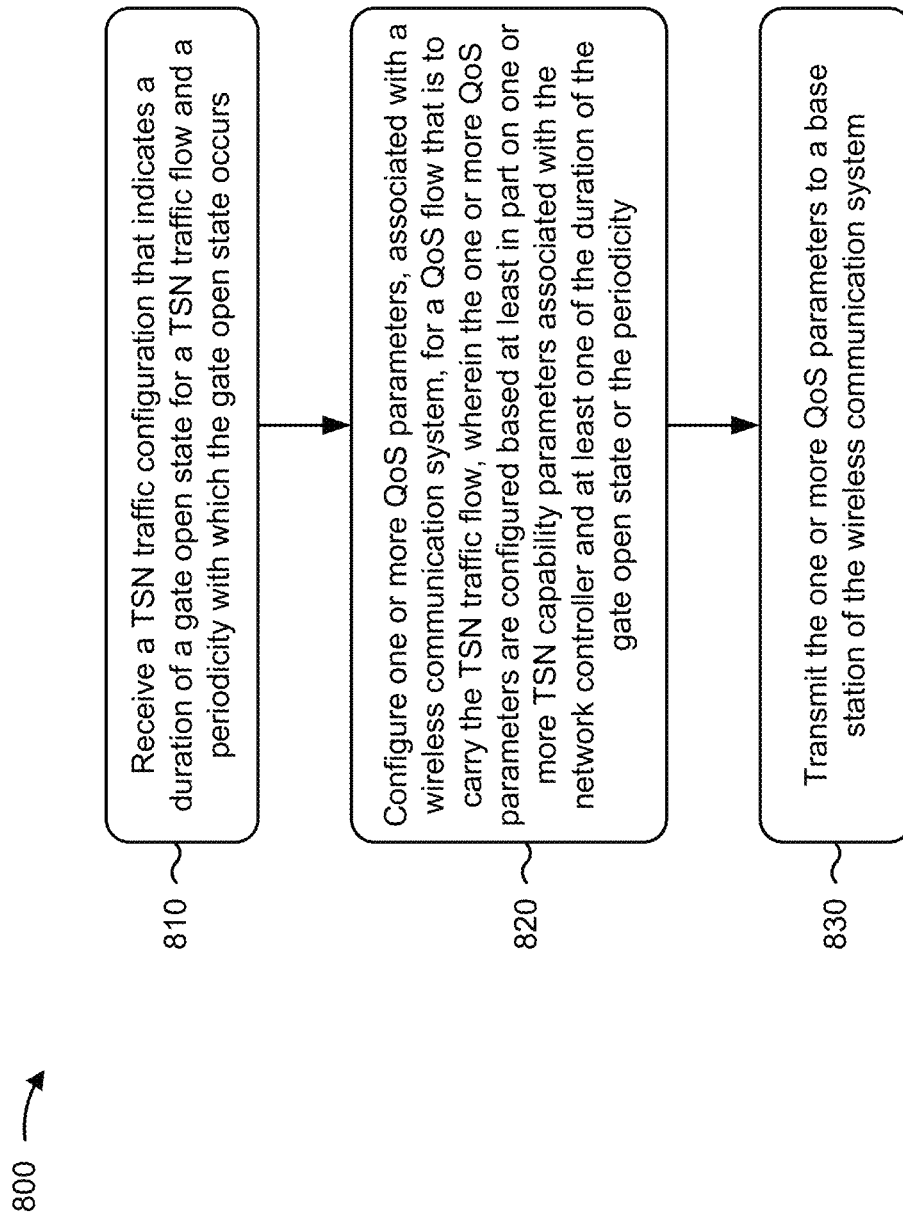 800
810
Receive a TSN traffic configuration that indicates a
duration of a gate open state for a TSN traffic flow and a
periodicity with which the gate open state occurs
820
Configure one or more QoS parameters, associated with a
wireless communication system, for a QoS flow that is to
carry the TSN traffic flow, wherein the one or more QoS
parameters are configured based at least in part on one or
more TSN capability parameters associated with the
network controller and at least one of the duration of the
gate open state or the periodicity
830
Transmit the one or more QoS parameters to a base
station of the wireless communication system